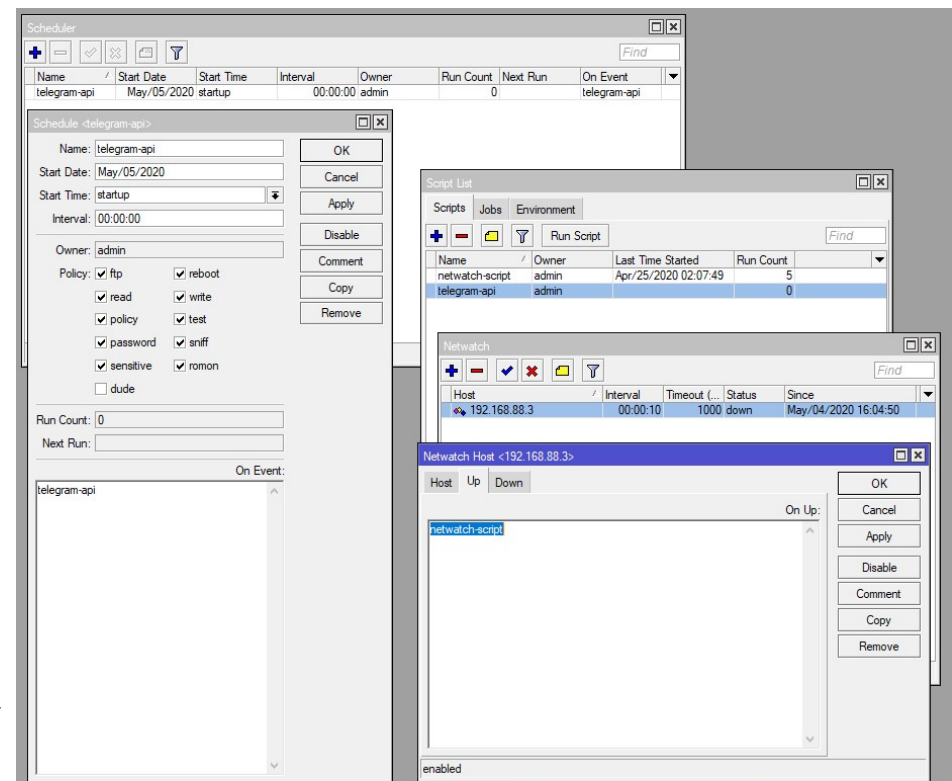 Scheduler
Find
Name Start Date Start Time Interval Owner Run Count Next Run On Event
telegram-api May/05/2020 startup 00:00:00 admin 0 telegram-api
Schedule <telegram-api>
Name: telegram-api
Start Date: May/05/2020
Start Time: startup
Interval: 00:00:00
Owner: admin
Policy: ftp reboot
read write
policy test
password sniff
sensitive romon
dude
Run Count: 0
Next Run:
On Event:
telegram-api
OK
Cancel
Apply
Disable
Comment
Copy
Remove
Script List
Scripts Jobs Environment
Run Script Find
Name Owner Last Time Started Run Count
netwatch-script admin Apr/25/2020 02:07:49 5
telegram-api admin 0
Netwatch
Find
Host Interval Timeout (... Status Since
192.168.88.3 00:00:10 1000 down May/04/2020 16:04:50
Netwatch Host <192.168.88.3>
Host Up Down
On Up:
netwatch-script
OK
Cancel
Apply
Disable
Comment
Copy
Remove
enabled